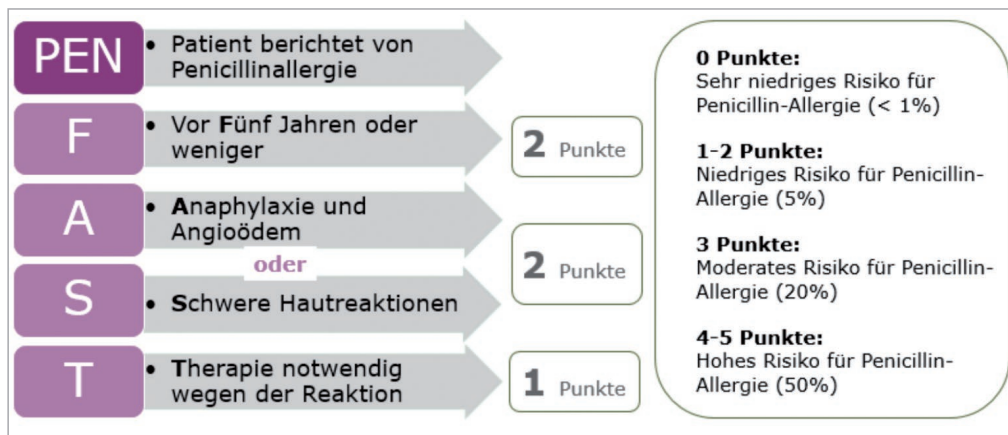 PEN
• Patient berichtet von
Penicillinallergie
F
• Vor Fünf Jahren oder
weniger
2 Punkte
A
• Anaphylaxie und
Angioödem
oder
2 Punkte
S
• Schwere Hautreaktionen
T
• Therapie notwendig
wegen der Reaktion
1 Punkte
0 Punkte:
Sehr niedriges Risiko für
Penicillin-Allergie (< 1%)
1-2 Punkte:
Niedriges Risiko für Penicillin-
Allergie (5%)
3 Punkte:
Moderates Risiko für Penicillin-
Allergie (20%)
4-5 Punkte:
Hohes Risiko für Penicillin-
Allergie (50%)